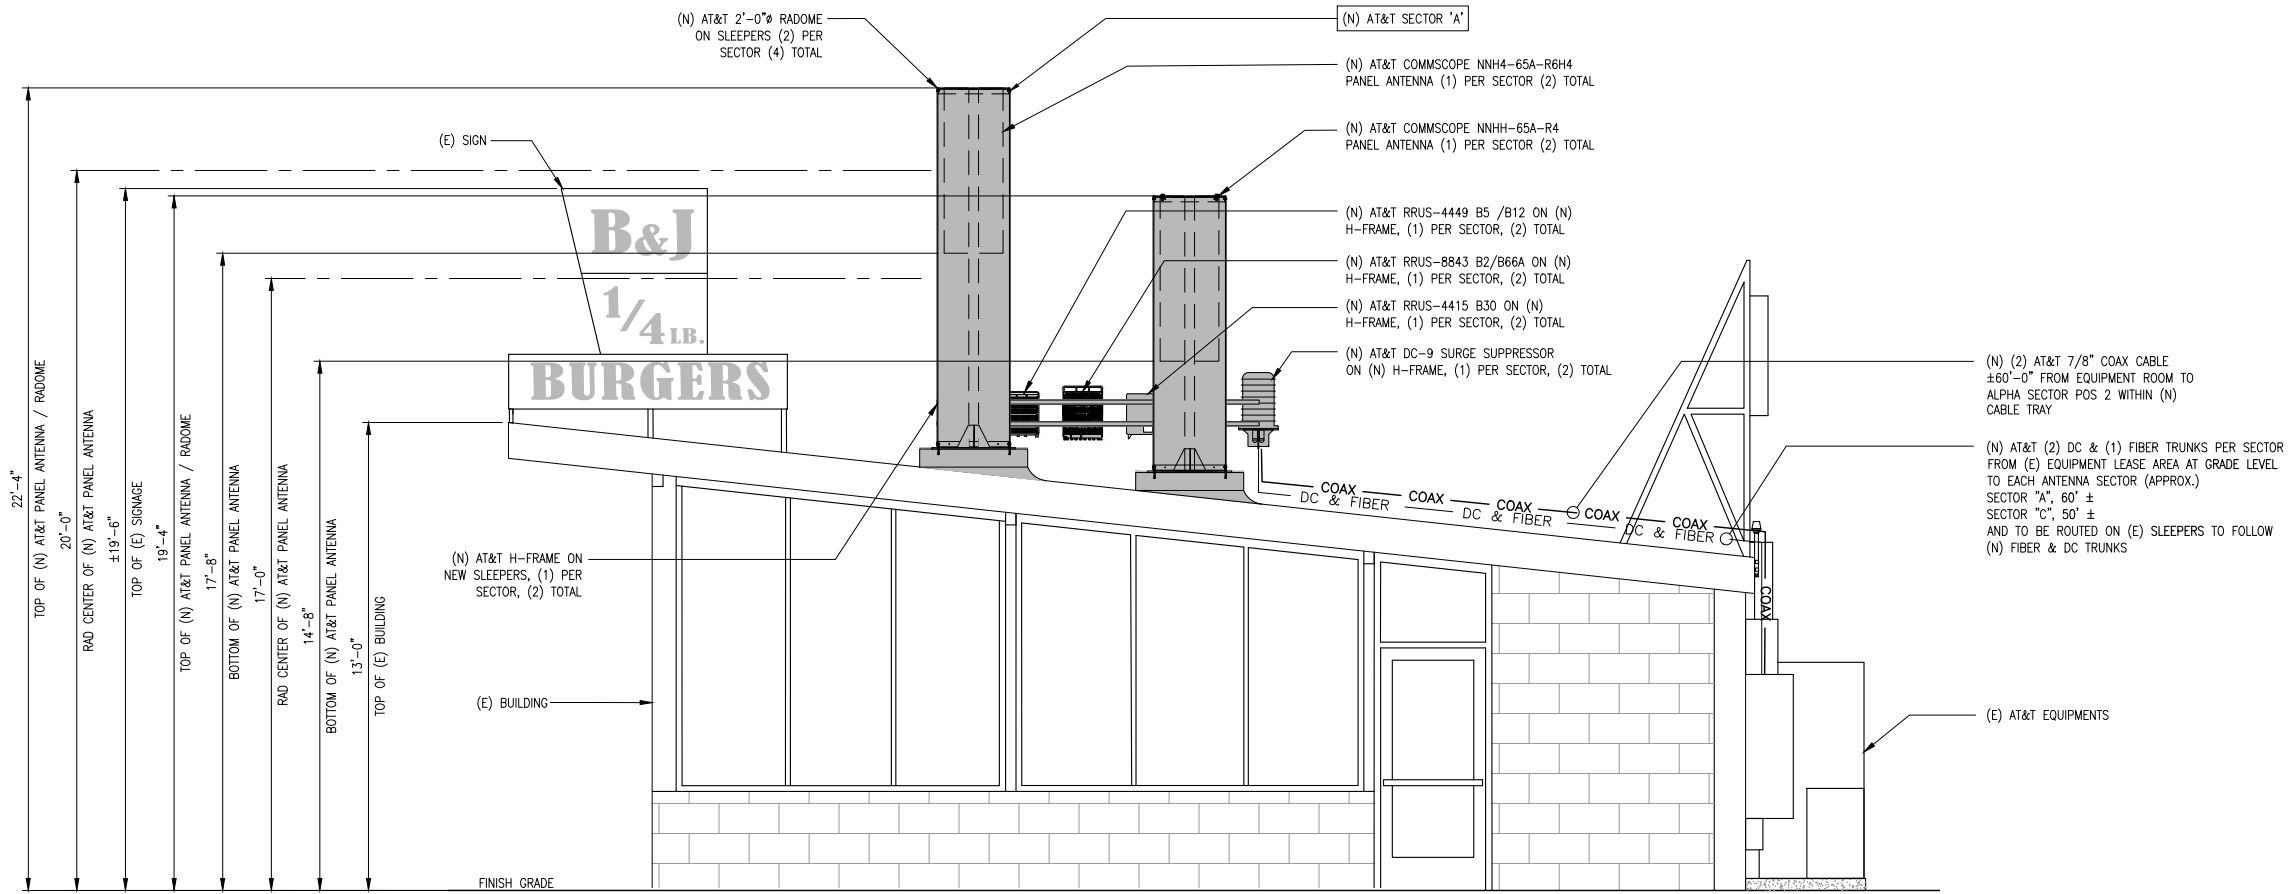 (N) AT&T 2'-0"ø RADOME
ON SLEEPERS (2) PER
SECTOR (4) TOTAL
(N) AT&T SECTOR 'A'
(N) AT&T COMMSCOPE NNH4-65A-R6H4
PANEL ANTENNA (1) PER SECTOR (2) TOTAL
(N) AT&T COMMSCOPE NNHH-65A-R4
PANEL ANTENNA (1) PER SECTOR (2) TOTAL
(E) SIGN
(N) AT&T RRUS-4449 B5 /B12 ON (N)
H-FRAME, (1) PER SECTOR, (2) TOTAL
(N) AT&T RRUS-8843 B2/B66A ON (N)
H-FRAME, (1) PER SECTOR, (2) TOTAL
(N) AT&T RRUS-4415 B30 ON (N)
H-FRAME, (1) PER SECTOR, (2) TOTAL
(N) AT&T DC-9 SURGE SUPPRESSOR
ON (N) H-FRAME, (1) PER SECTOR, (2) TOTAL
B&J
1/4 LB.
BURGERS
(N) (2) AT&T 7/8" COAX CABLE
±60'-0" FROM EQUIPMENT ROOM TO
ALPHA SECTOR POS 2 WITHIN (N)
CABLE TRAY
(N) AT&T (2) DC & (1) FIBER TRUNKS PER SECTOR
FROM (E) EQUIPMENT LEASE AREA AT GRADE LEVEL
TO EACH ANTENNA SECTOR (APPROX.)
SECTOR "A", 60' ±
SECTOR "C", 50' ±
AND TO BE ROUTED ON (E) SLEEPERS TO FOLLOW
(N) FIBER & DC TRUNKS
COAX
COAX
COAX
COAX
COAX
DC & FIBER
DC & FIBER
DC & FIBER
COAX
22'-4"
TOP OF (N) AT&T PANEL ANTENNA / RADOME
20'-0"
RAD CENTER OF (N) AT&T PANEL ANTENNA
±19'-6"
TOP OF (E) SIGNAGE
19'-4"
TOP OF (N) AT&T PANEL ANTENNA / RADOME
17'-8"
BOTTOM OF (N) AT&T PANEL ANTENNA
17'-0"
RAD CENTER OF (N) AT&T PANEL ANTENNA
14'-8"
BOTTOM OF (N) AT&T PANEL ANTENNA
13'-0"
TOP OF (E) BUILDING
(N) AT&T H-FRAME ON
NEW SLEEPERS, (1) PER
SECTOR, (2) TOTAL
(E) BUILDING
(E) AT&T EQUIPMENTS
FINISH GRADE